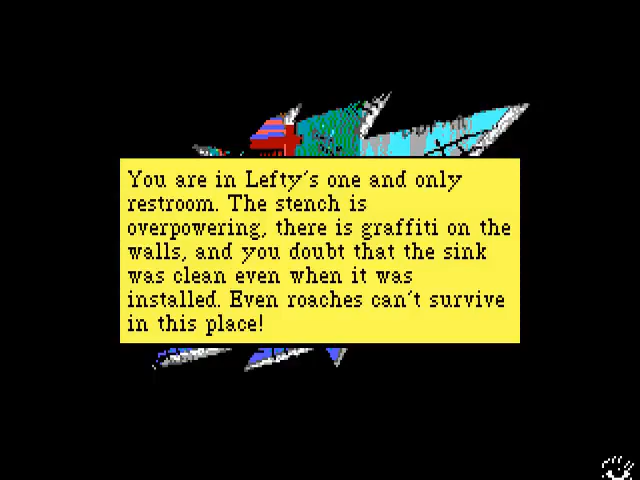 You are in Lefty's one and only
restroom. The stench is
overpowering, there is graffiti on the
walls, and you doubt that the sink
was clean even when it was
installed. Even roaches can't survive
in this place!